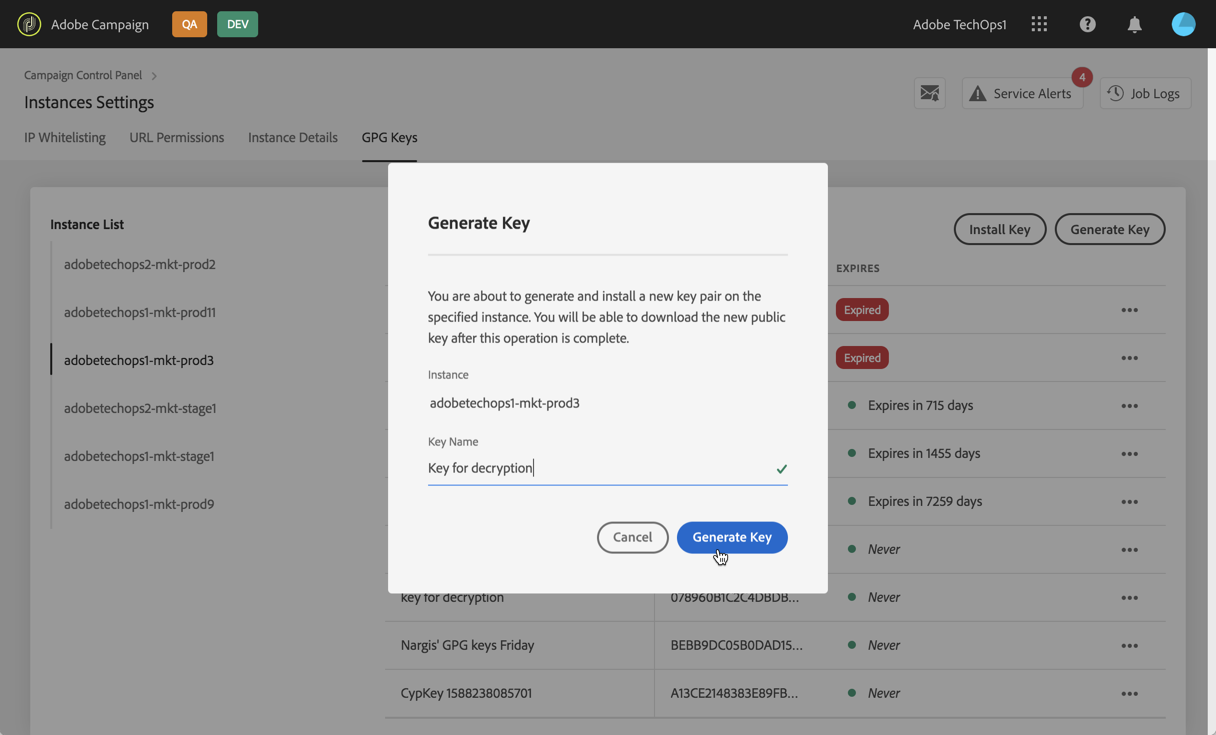 Adobe Campaign
QA
DEV
Adobe TechOps1
Campaign Control Panel
Instances Settings
4
Service Alerts
Job Logs
IP Whitelisting
URL Permissions
Instance Details
GPG Keys
Generate Key
You are about to generate and install a new key pair on the
specified instance. You will be able to download the new public
key after this operation is complete.
Instance
adobetechops1-mkt-prod3
Key Name
Key for decryption
Cancel
Generate Key
Instance List
adobetechops2-mkt-prod2
adobetechops1-mkt-prod11
adobetechops1-mkt-prod3
adobetechops2-mkt-stage1
adobetechops1-mkt-stage1
adobetechops1-mkt-prod9
Install Key
Generate Key
EXPIRES
Expired
Expired
Expires in 715 days
Expires in 1455 days
Expires in 7259 days
Never
key for decryption 078960B1C2C4DBDB... Never
Nargis' GPG keys Friday BEBB9DC05B0DAD15... Never
CypKey 1588238085701 A13CE2148383E89FB... Never